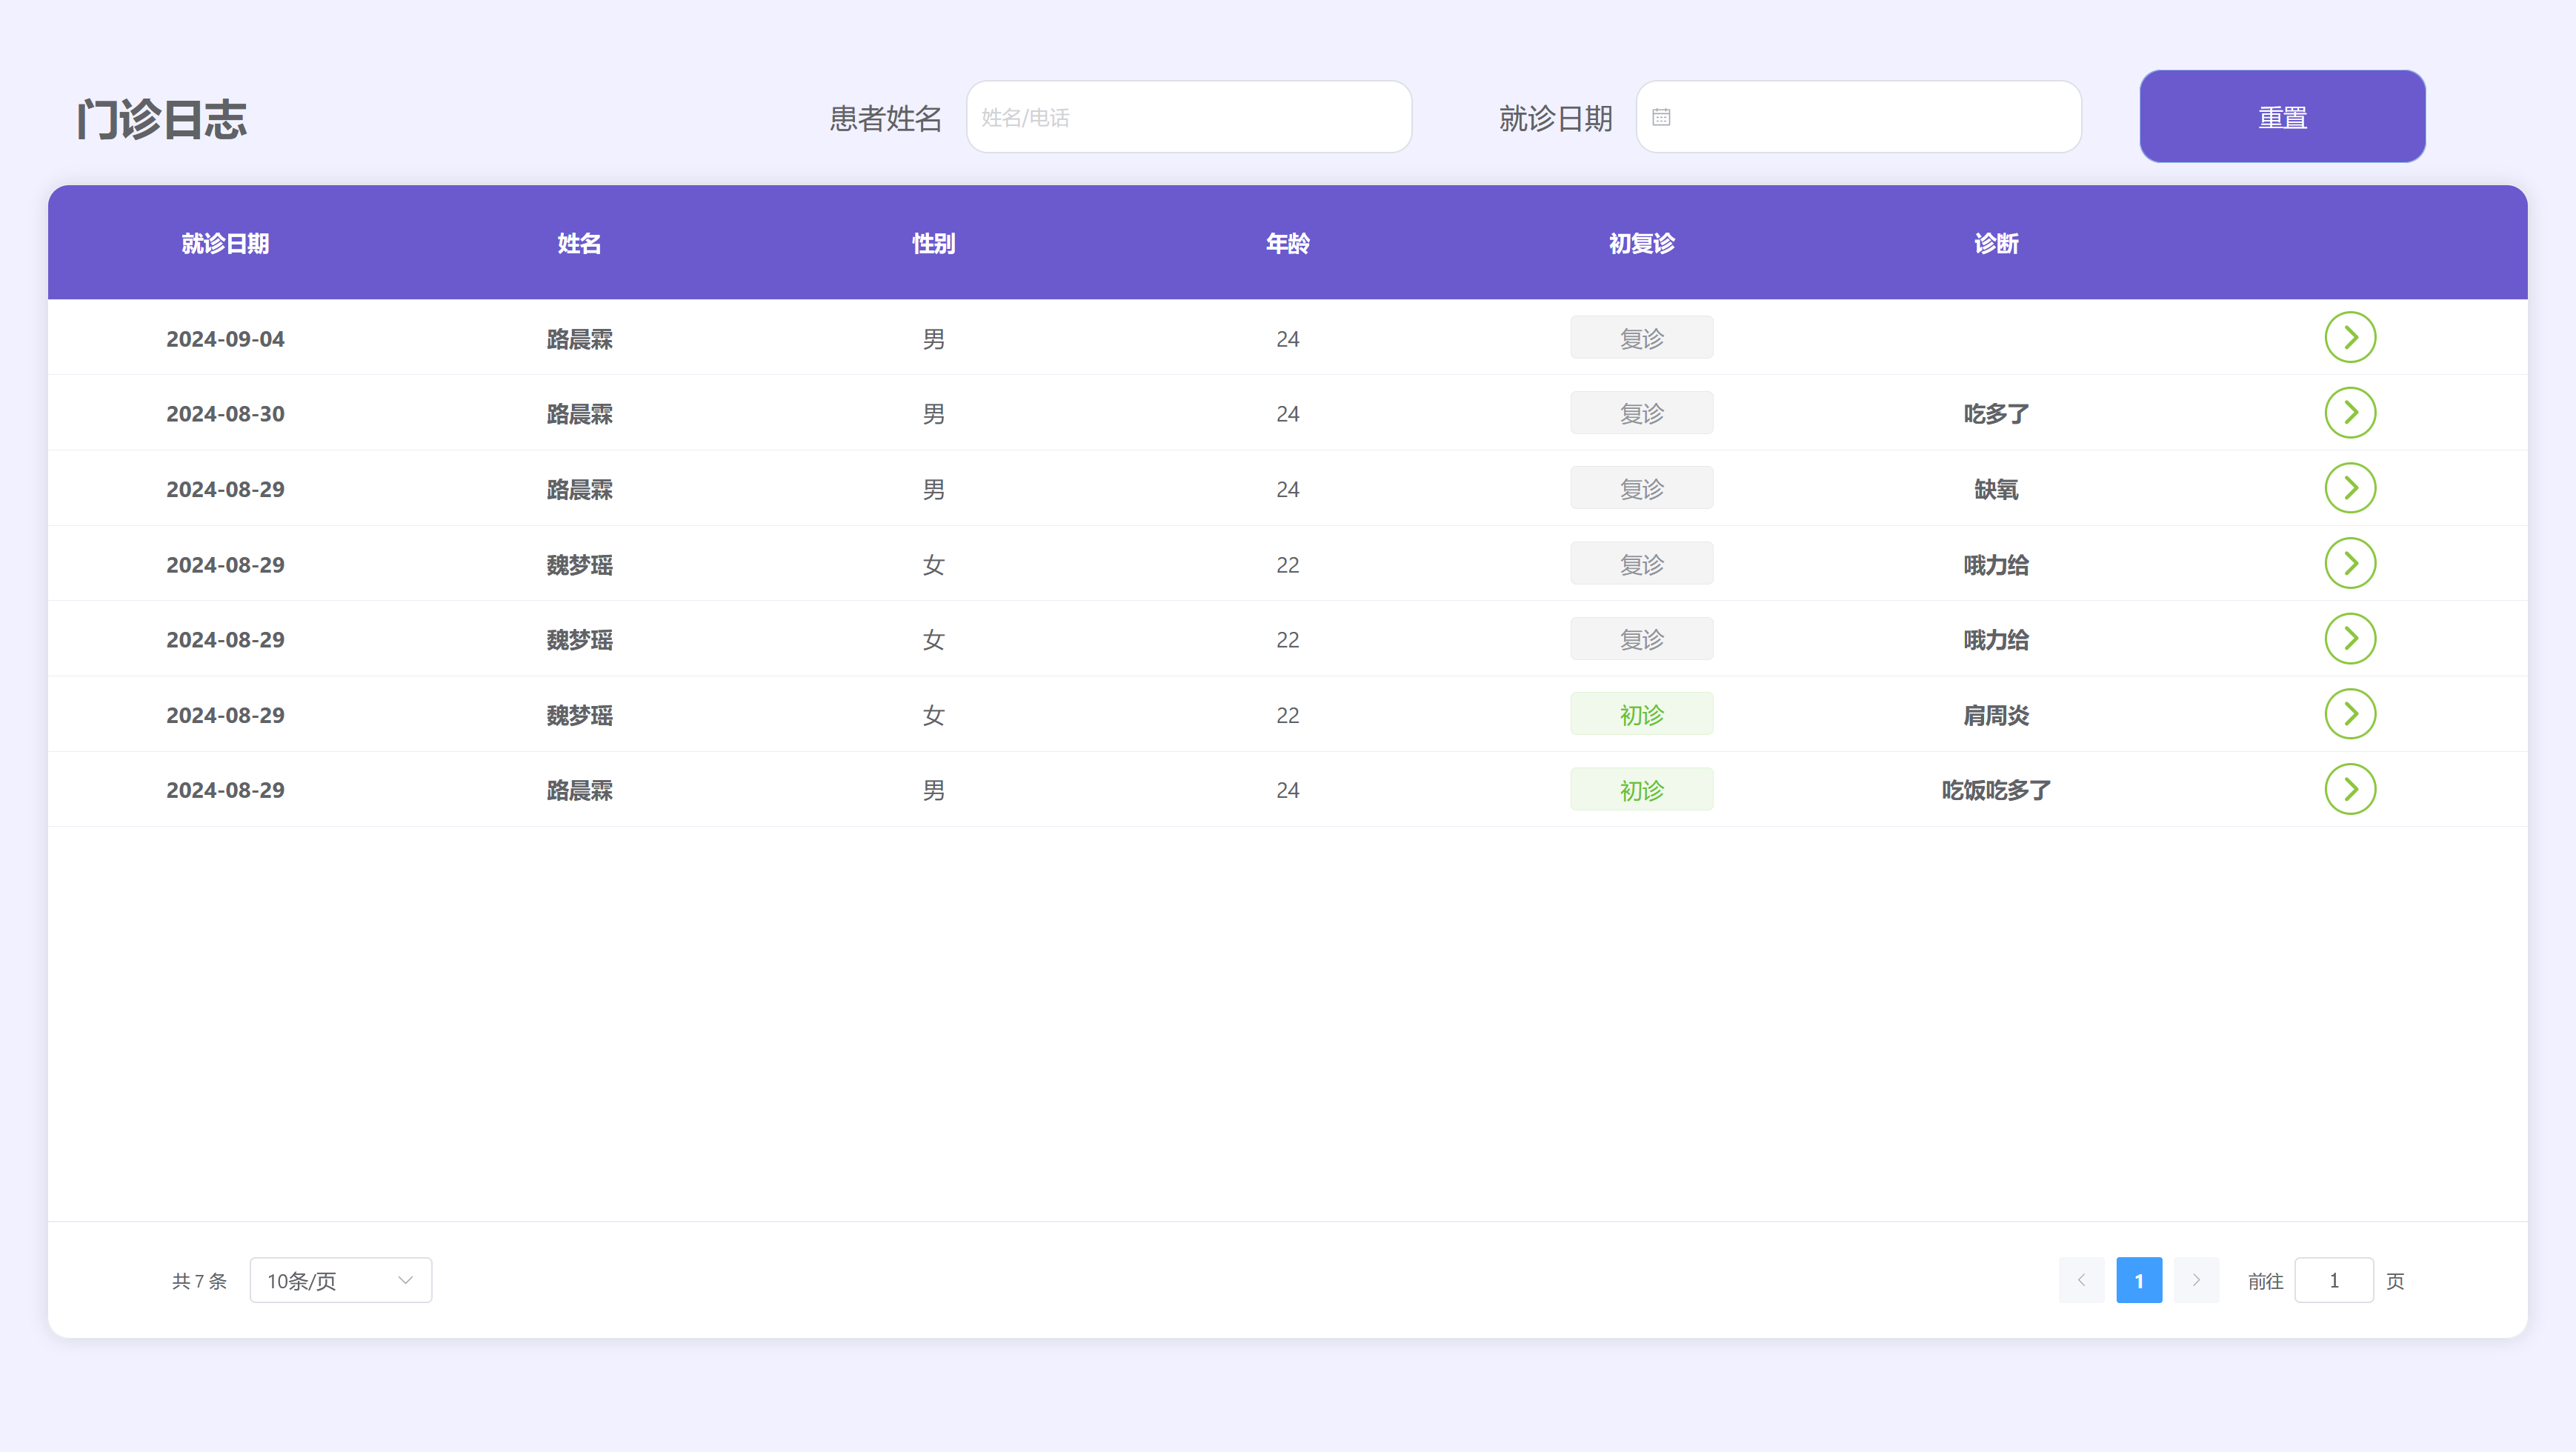 门诊日志 患者姓名 姓名/电话 就诊日期 重置
就诊日期 姓名 性别 年龄 初复诊 诊断
2024-09-04 路晨霖 男 24 复诊
2024-08-30 路晨霖 男 24 复诊 吃多了
2024-08-29 路晨霖 男 24 复诊 缺氧
2024-08-29 魏梦瑶 女 22 复诊 哦力给
2024-08-29 魏梦瑶 女 22 复诊 哦力给
2024-08-29 魏梦瑶 女 22 初诊 肩周炎
2024-08-29 路晨霖 男 24 初诊 吃饭吃多了
共 7 条 10条/页 1 前往 1 页